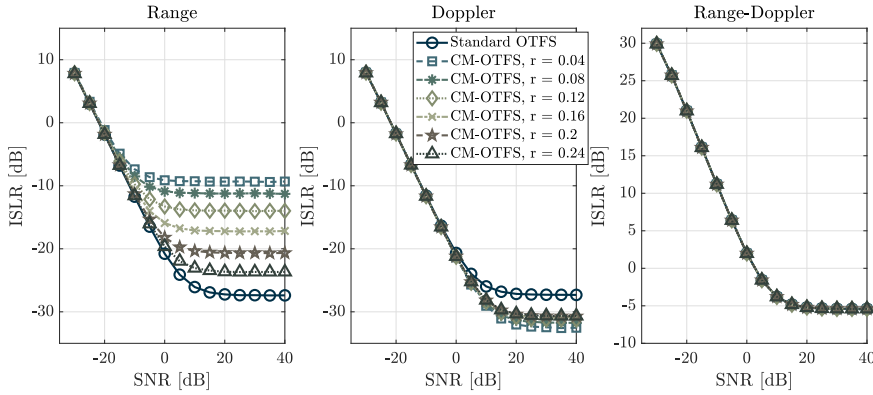 Range
Doppler
Range-Doppler
Standard OTFS
CM-OTFS, r = 0.04
CM-OTFS, r = 0.08
CM-OTFS, r = 0.12
CM-OTFS, r = 0.16
CM-OTFS, r = 0.2
CM-OTFS, r = 0.24
ISLR [dB]
10
0
-10
-20
-30
-20
0
20
40
SNR [dB]
ISLR [dB]
10
0
-10
-20
-30
-20
0
20
40
SNR [dB]
ISLR [dB]
30
25
20
15
10
5
0
-5
-10
-20
0
20
40
SNR [dB]